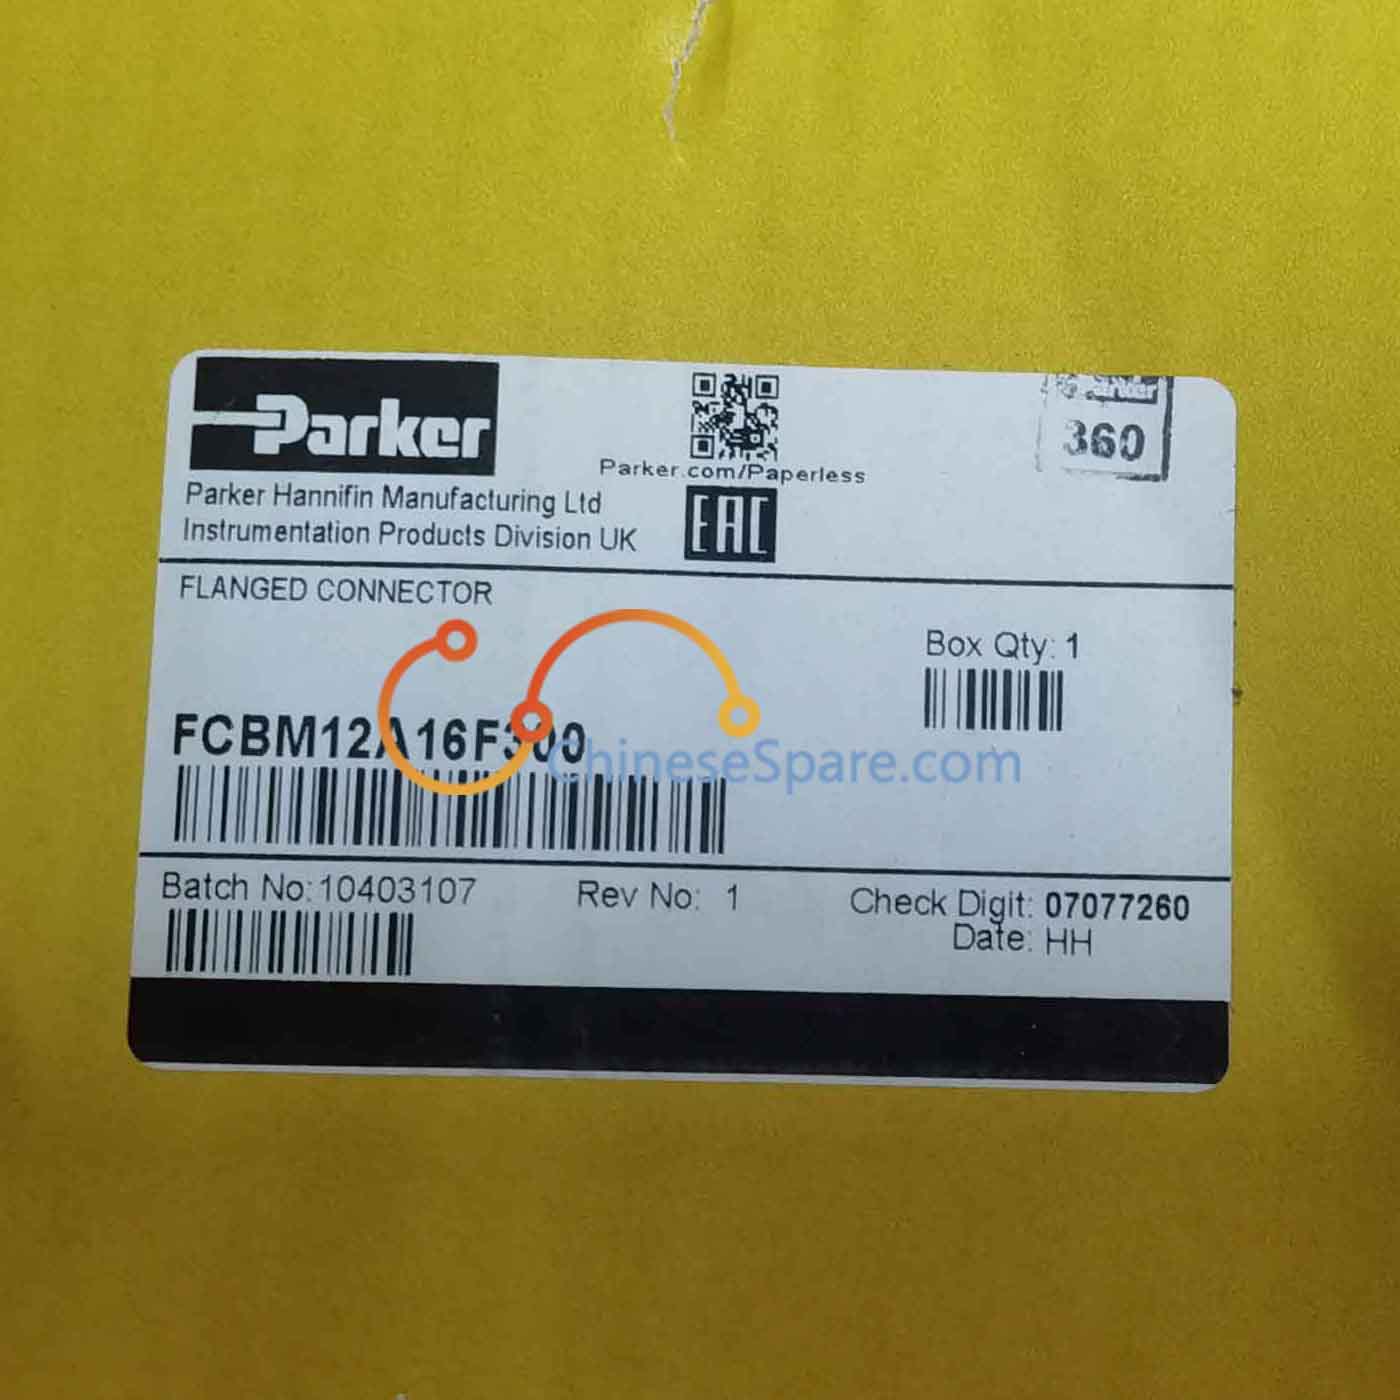 Parker
Parker.com/Paperless
Parker
360
Parker Hannifin Manufacturing Ltd
Instrumentation Products Division UK
EAC
FLANGED CONNECTOR
Box Qty: 1
FCBM12A16F300
ChineseSpare.com
Batch No: 10403107
Rev No: 1
Check Digit: 07077260
Date: HH